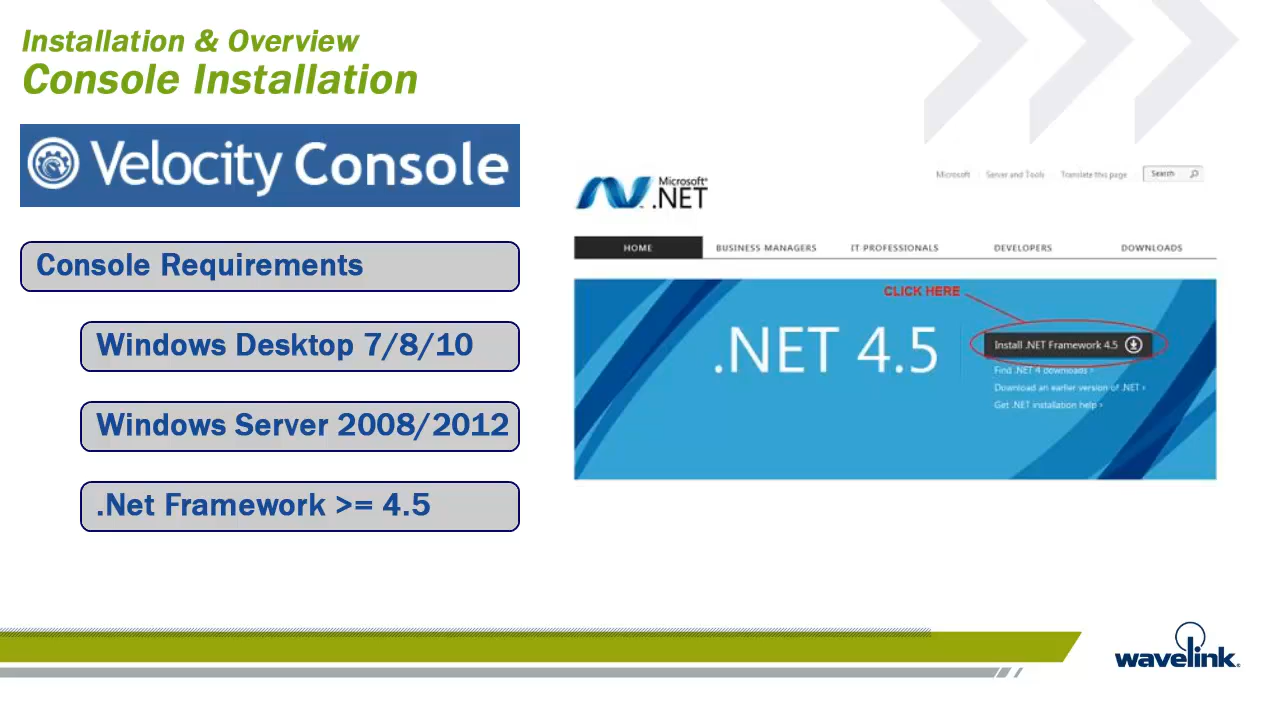 Installation & Overview
Console Installation
Velocity Console
Console Requirements
Windows Desktop 7/8/10
Windows Server 2008/2012
.Net Framework >= 4.5
Microsoft®
.NET
Microsoft Server and Tools Translate this page Search
HOME BUSINESS MANAGERS IT PROFESSIONALS DEVELOPERS DOWNLOADS
CLICK HERE
.NET 4.5
Install .NET Framework 4.5
Find .NET 4 downloads ›
Download an earlier version of .NET ›
Get .NET installation help ›
wavelink®